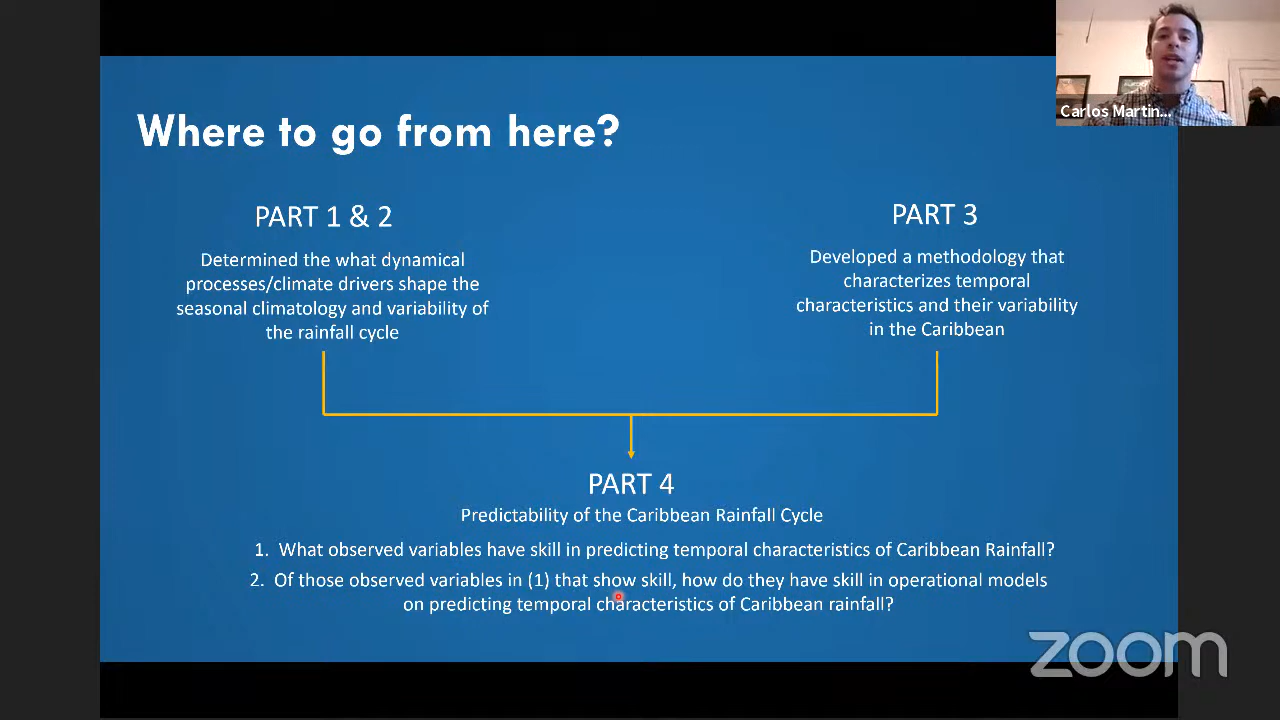 Carlos Martin...
Where to go from here?
PART 1 & 2
Determined the what dynamical
processes/climate drivers shape the
seasonal climatology and variability of
the rainfall cycle
PART 3
Developed a methodology that
characterizes temporal
characteristics and their variability
in the Caribbean
PART 4
Predictability of the Caribbean Rainfall Cycle
1. What observed variables have skill in predicting temporal characteristics of Caribbean Rainfall?
2. Of those observed variables in (1) that show skill, how do they have skill in operational models
on predicting temporal characteristics of Caribbean rainfall?
zoom